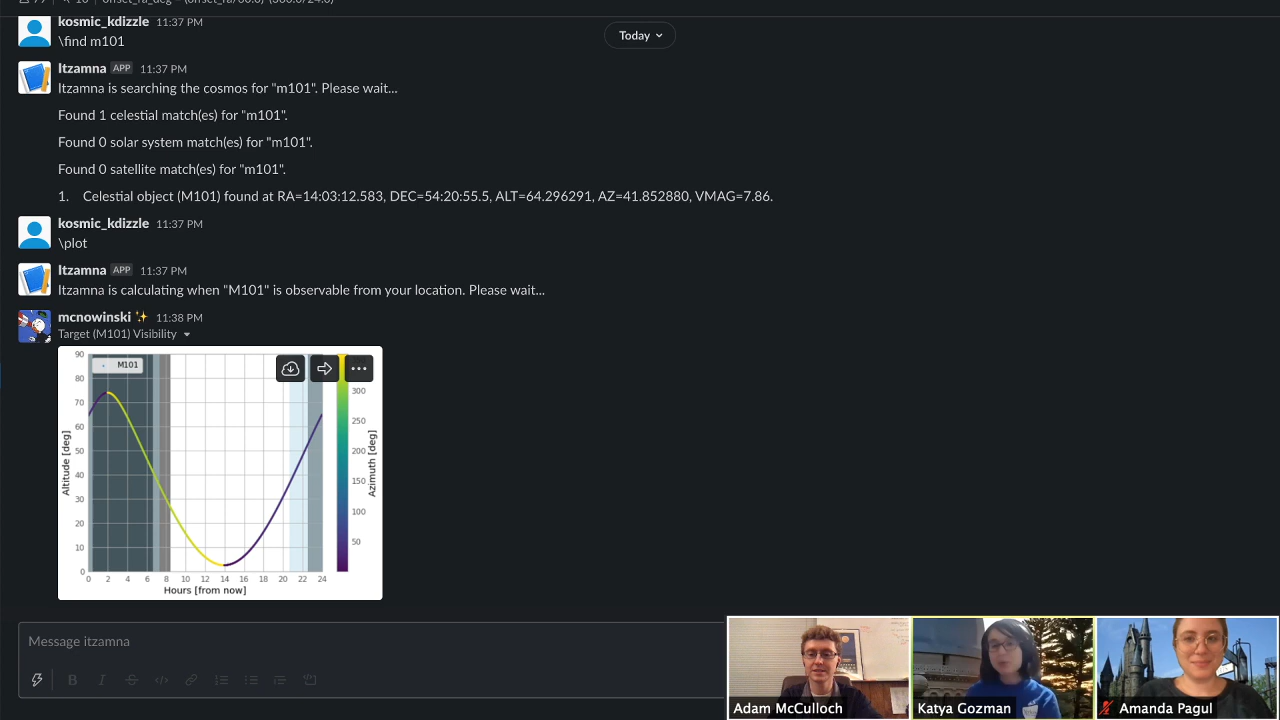 kosmic_kdizzle 11:37 PM
\find m101
Today
Itzamna APP 11:37 PM
Itzamna is searching the cosmos for "m101". Please wait...
Found 1 celestial match(es) for "m101".
Found 0 solar system match(es) for "m101".
Found 0 satellite match(es) for "m101".
1. Celestial object (M101) found at RA=14:03:12.583, DEC=54:20:55.5, ALT=64.296291, AZ=41.852880, VMAG=7.86.
kosmic_kdizzle 11:37 PM
\plot
Itzamna APP 11:37 PM
Itzamna is calculating when "M101" is observable from your location. Please wait...
mcnowinski ✨ 11:38 PM
Target (M101) Visibility
M101
90
80
70
60
50
40
30
20
10
0
Altitude [deg]
0 2 4 6 8 10 12 14 16 18 20 22 24
Hours [from now]
300
250
200
150
100
50
Azimuth [deg]
Message itzamna
B I S
Adam McCulloch
Katya Gozman
Amanda Pagul